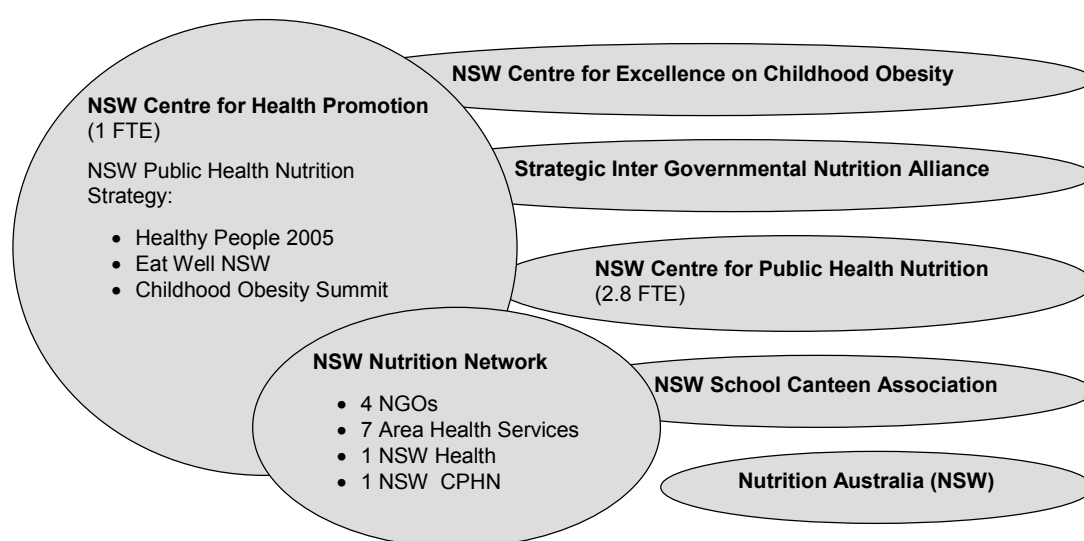 NSW Centre for Excellence on Childhood Obesity
NSW Centre for Health Promotion
(1 FTE)
NSW Public Health Nutrition
Strategy:
• Healthy People 2005
• Eat Well NSW
• Childhood Obesity Summit
Strategic Inter Governmental Nutrition Alliance
NSW Centre for Public Health Nutrition
(2.8 FTE)
NSW Nutrition Network
• 4 NGOs
• 7 Area Health Services
• 1 NSW Health
• 1 NSW CPHN
NSW School Canteen Association
Nutrition Australia (NSW)